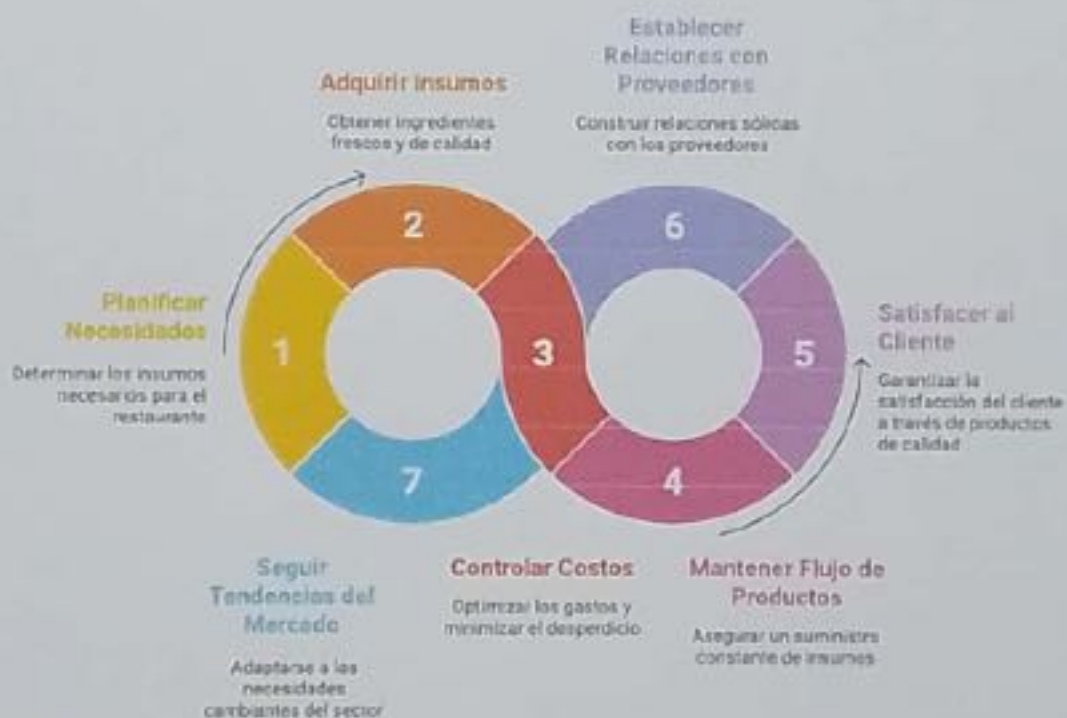 Establecer
Relaciones con
Proveedores
Construir relaciones sólidas
con los proveedores
Adquirir Insumos
Obtener ingredientes
frescos y de calidad
2
6
Planificar
Necesidades
Determinar los insumos
necesarios para el
restaurante
1
3
5
Satisfacer al
Cliente
Garantizar la
satisfacción del cliente
a través de productos
de calidad
7
4
Seguir
Tendencias del
Mercado
Adaptarse a las
necesidades
cambiantes del sector
Controlar Costos
Optimizar los gastos y
minimizar el desperdicio
Mantener Flujo de
Productos
Asegurar un suministro
constante de insumos